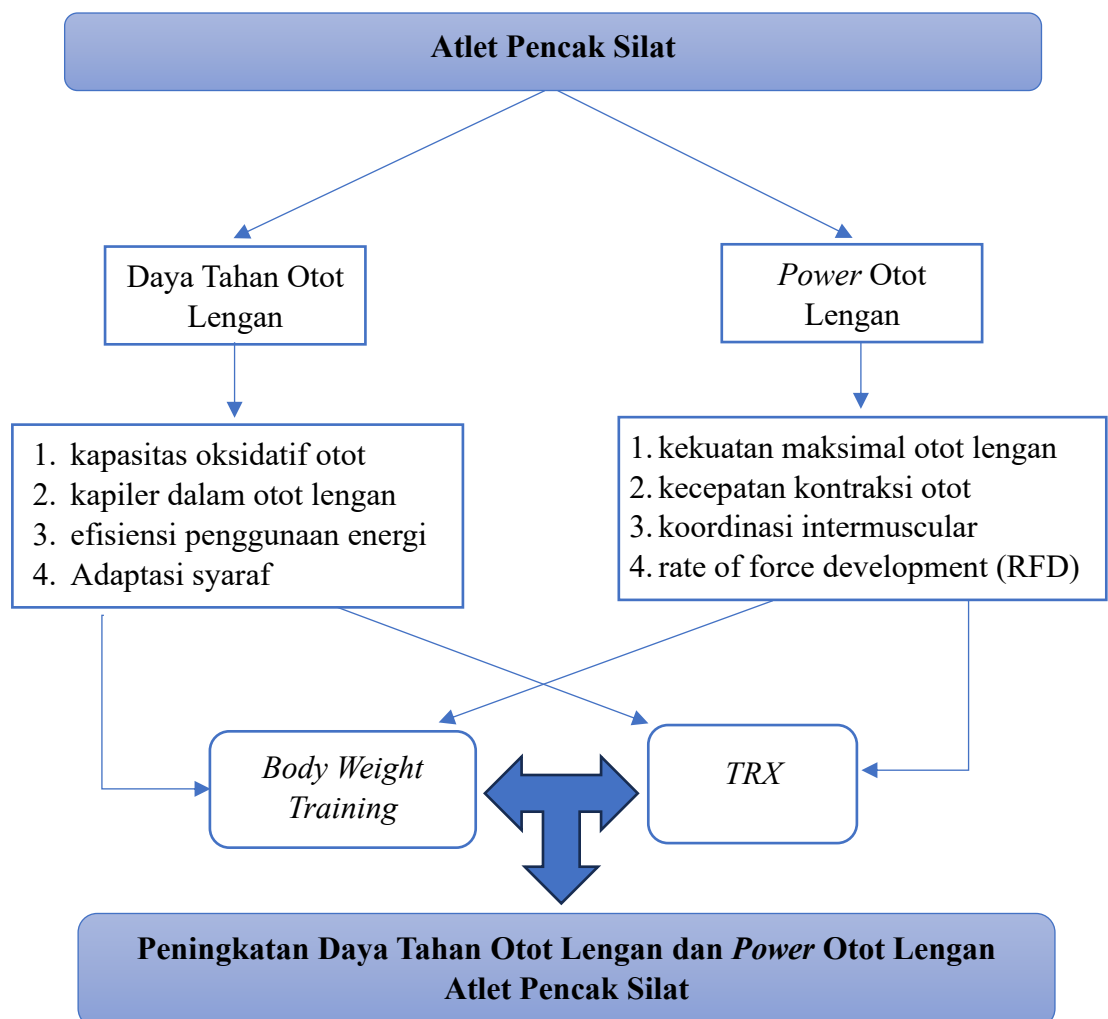 Atlet Pencak Silat
Daya Tahan Otot
Lengan
Power Otot
Lengan
1. kapasitas oksidatif otot
2. kapiler dalam otot lengan
3. efisiensi penggunaan energi
4. Adaptasi syaraf
1. kekuatan maksimal otot lengan
2. kecepatan kontraksi otot
3. koordinasi intermuscular
4. rate of force development (RFD)
Body Weight
Training
TRX
Peningkatan Daya Tahan Otot Lengan dan Power Otot Lengan
Atlet Pencak Silat